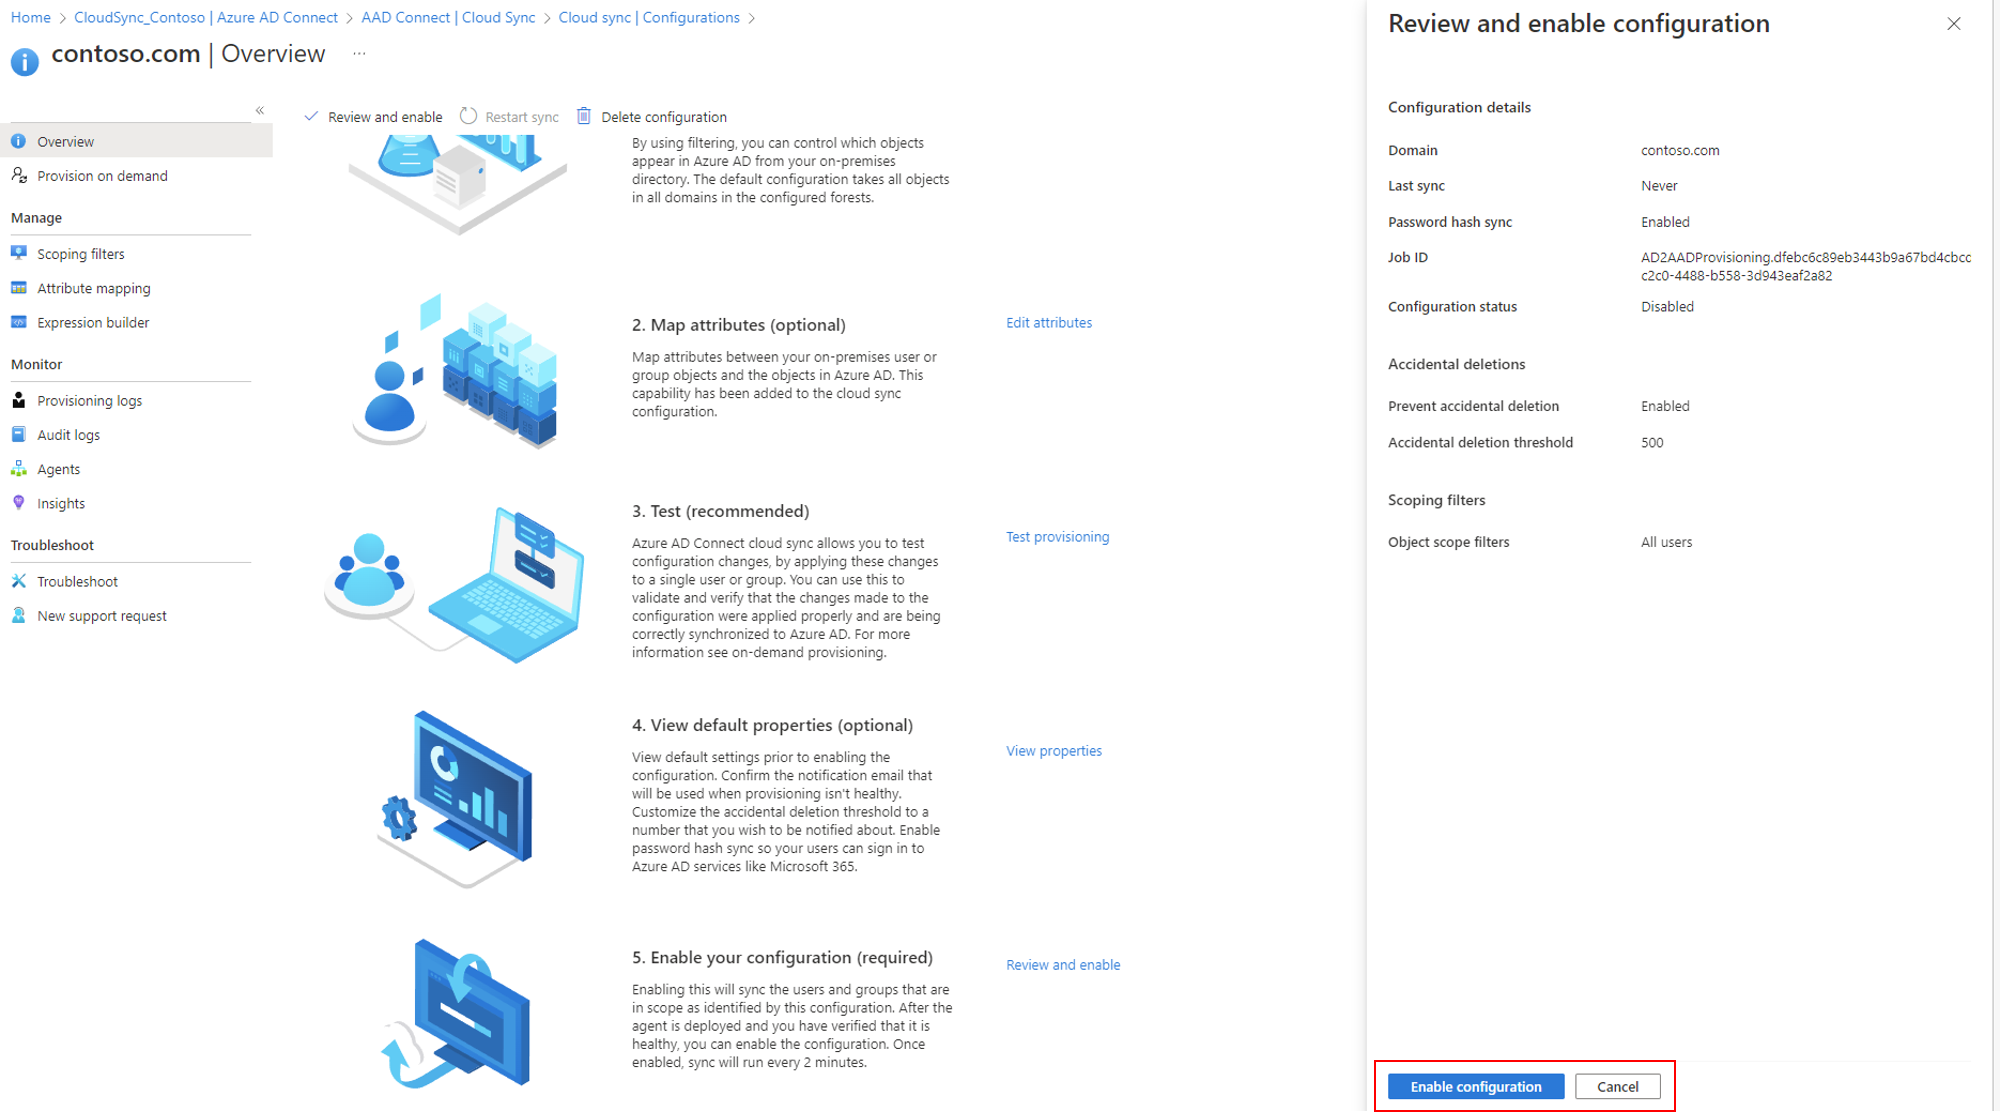 Home > CloudSync_Contoso | Azure AD Connect > AAD Connect | Cloud Sync > Cloud sync | Configurations >
contoso.com | Overview ...
«
Overview
Provision on demand
Manage
Scoping filters
Attribute mapping
Expression builder
Monitor
Provisioning logs
Audit logs
Agents
Insights
Troubleshoot
Troubleshoot
New support request
Review and enable
Restart sync
Delete configuration
By using filtering, you can control which objects
appear in Azure AD from your on-premises
directory. The default configuration takes all objects
in all domains in the configured forests.
2. Map attributes (optional)
Map attributes between your on-premises user or
group objects and the objects in Azure AD. This
capability has been added to the cloud sync
configuration.
Edit attributes
3. Test (recommended)
Azure AD Connect cloud sync allows you to test
configuration changes, by applying these changes
to a single user or group. You can use this to
validate and verify that the changes made to the
configuration were applied properly and are being
correctly synchronized to Azure AD. For more
information see on-demand provisioning.
Test provisioning
4. View default properties (optional)
View default settings prior to enabling the
configuration. Confirm the notification email that
will be used when provisioning isn't healthy.
Customize the accidental deletion threshold to a
number that you wish to be notified about. Enable
password hash sync so your users can sign in to
Azure AD services like Microsoft 365.
View properties
5. Enable your configuration (required)
Enabling this will sync the users and groups that are
in scope as identified by this configuration. After the
agent is deployed and you have verified that it is
healthy, you can enable the configuration. Once
enabled, sync will run every 2 minutes.
Review and enable
Review and enable configuration
Configuration details
Domain contoso.com
Last sync Never
Password hash sync Enabled
Job ID AD2AADProvisioning.dfebc6c89eb3443b9a67bd4cbcc
c2c0-4488-b558-3d943eaf2a82
Configuration status Disabled
Accidental deletions
Prevent accidental deletion Enabled
Accidental deletion threshold 500
Scoping filters
Object scope filters All users
Enable configuration
Cancel